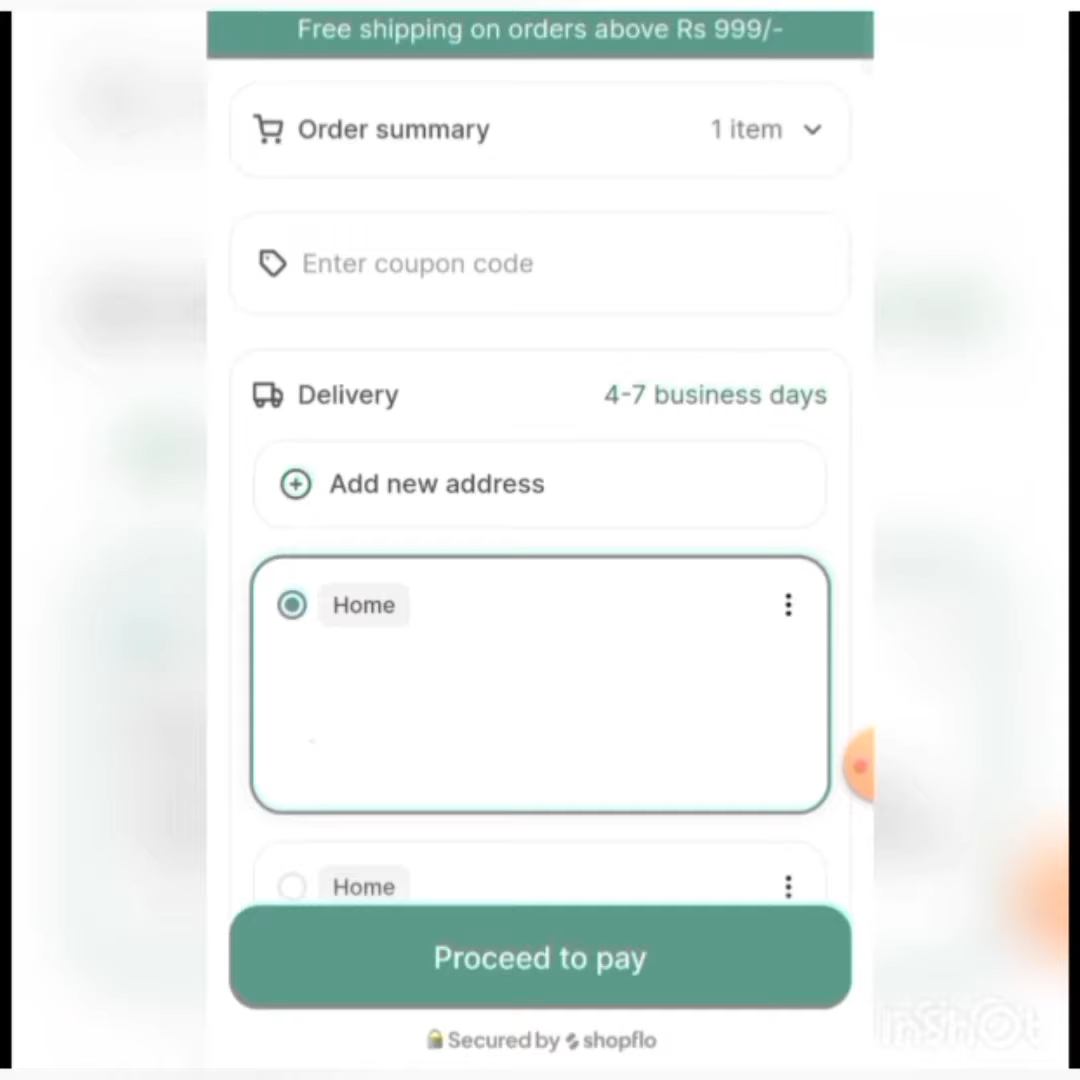 Free shipping on orders above Rs 999/-
Order summary 1 item
Enter coupon code
Delivery 4-7 business days
Add new address
Home
Home
Proceed to pay
Secured by shopflo
InShOt